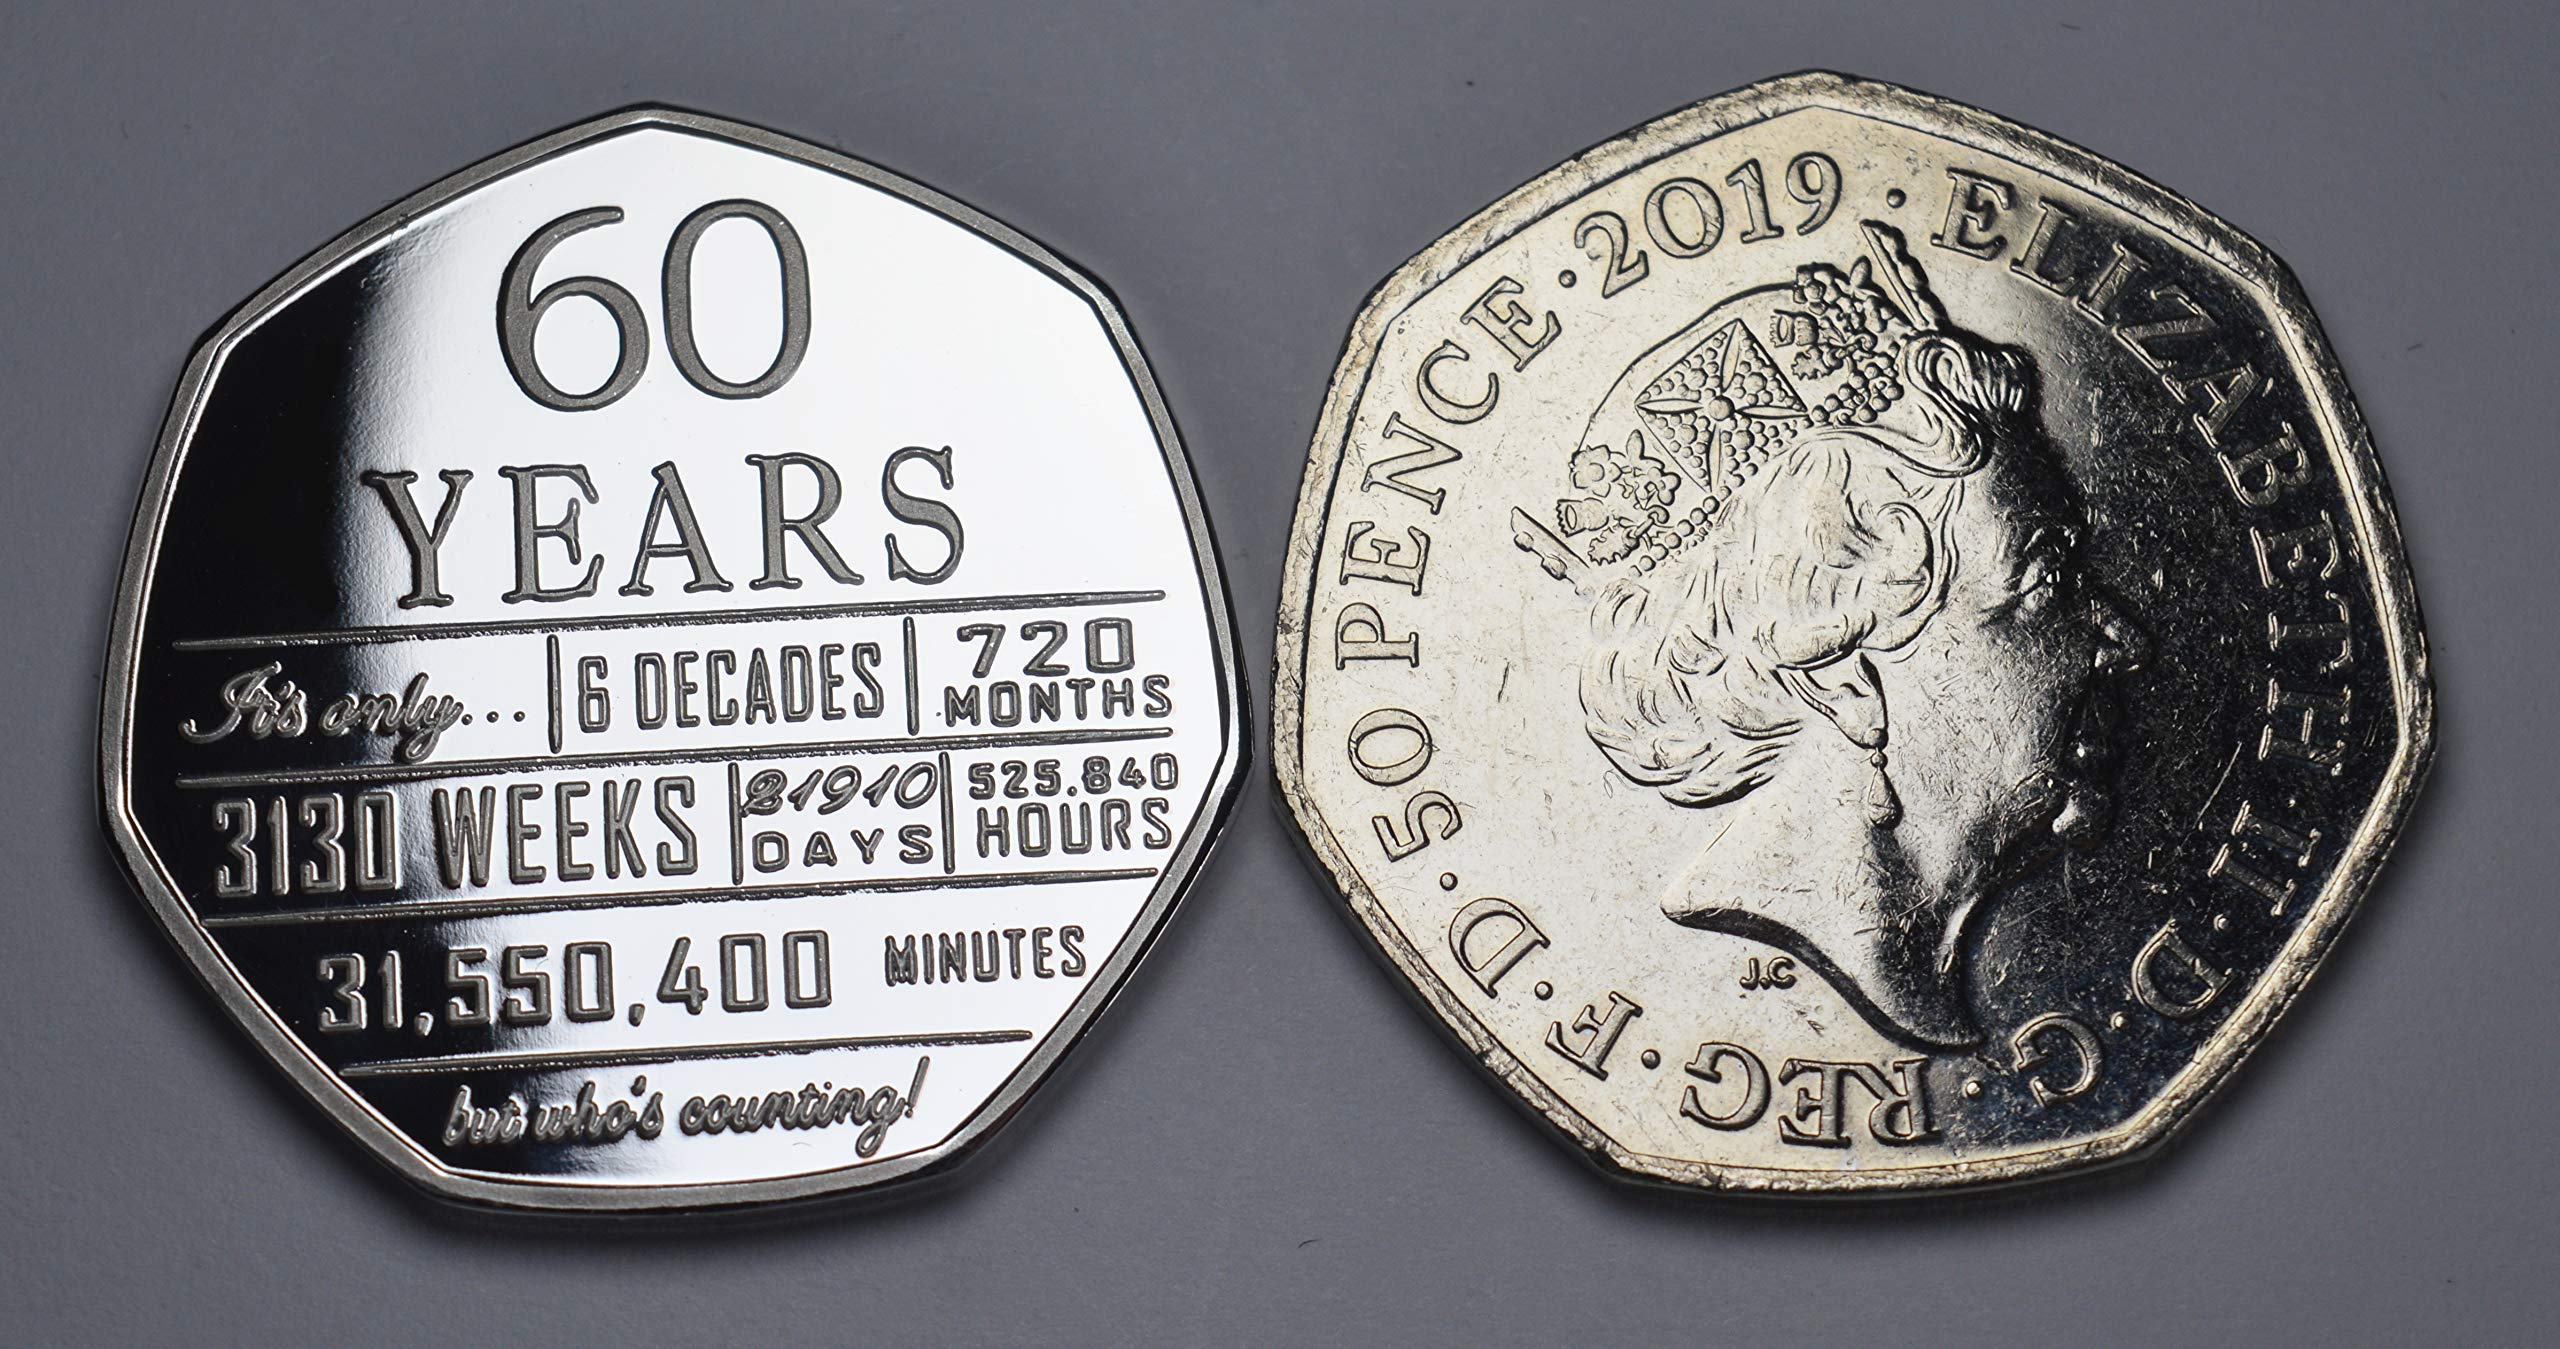 60
YEARS
It's only... 6 DECADES 720 MONTHS
3130 WEEKS 21910 DAYS 525.840 HOURS
31,550,400 MINUTES
but who's counting!
ELIZABETH·II·D·G·REG·F·D·50 PENCE·2019·
J.C